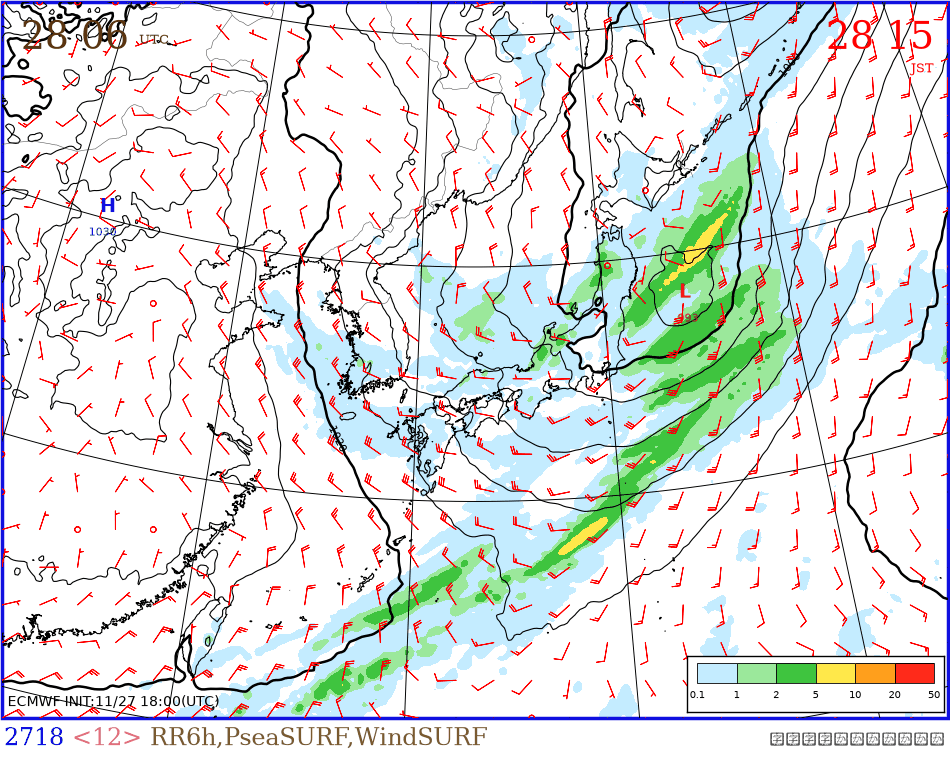 28 06 UTC
28 15
JST
H
1030
L
993
1020
0.1 1 2 5 10 20 50
ECMWF INIT:11/27 18:00(UTC)
2718 <12> RR6h,PseaSURF,WindSURF